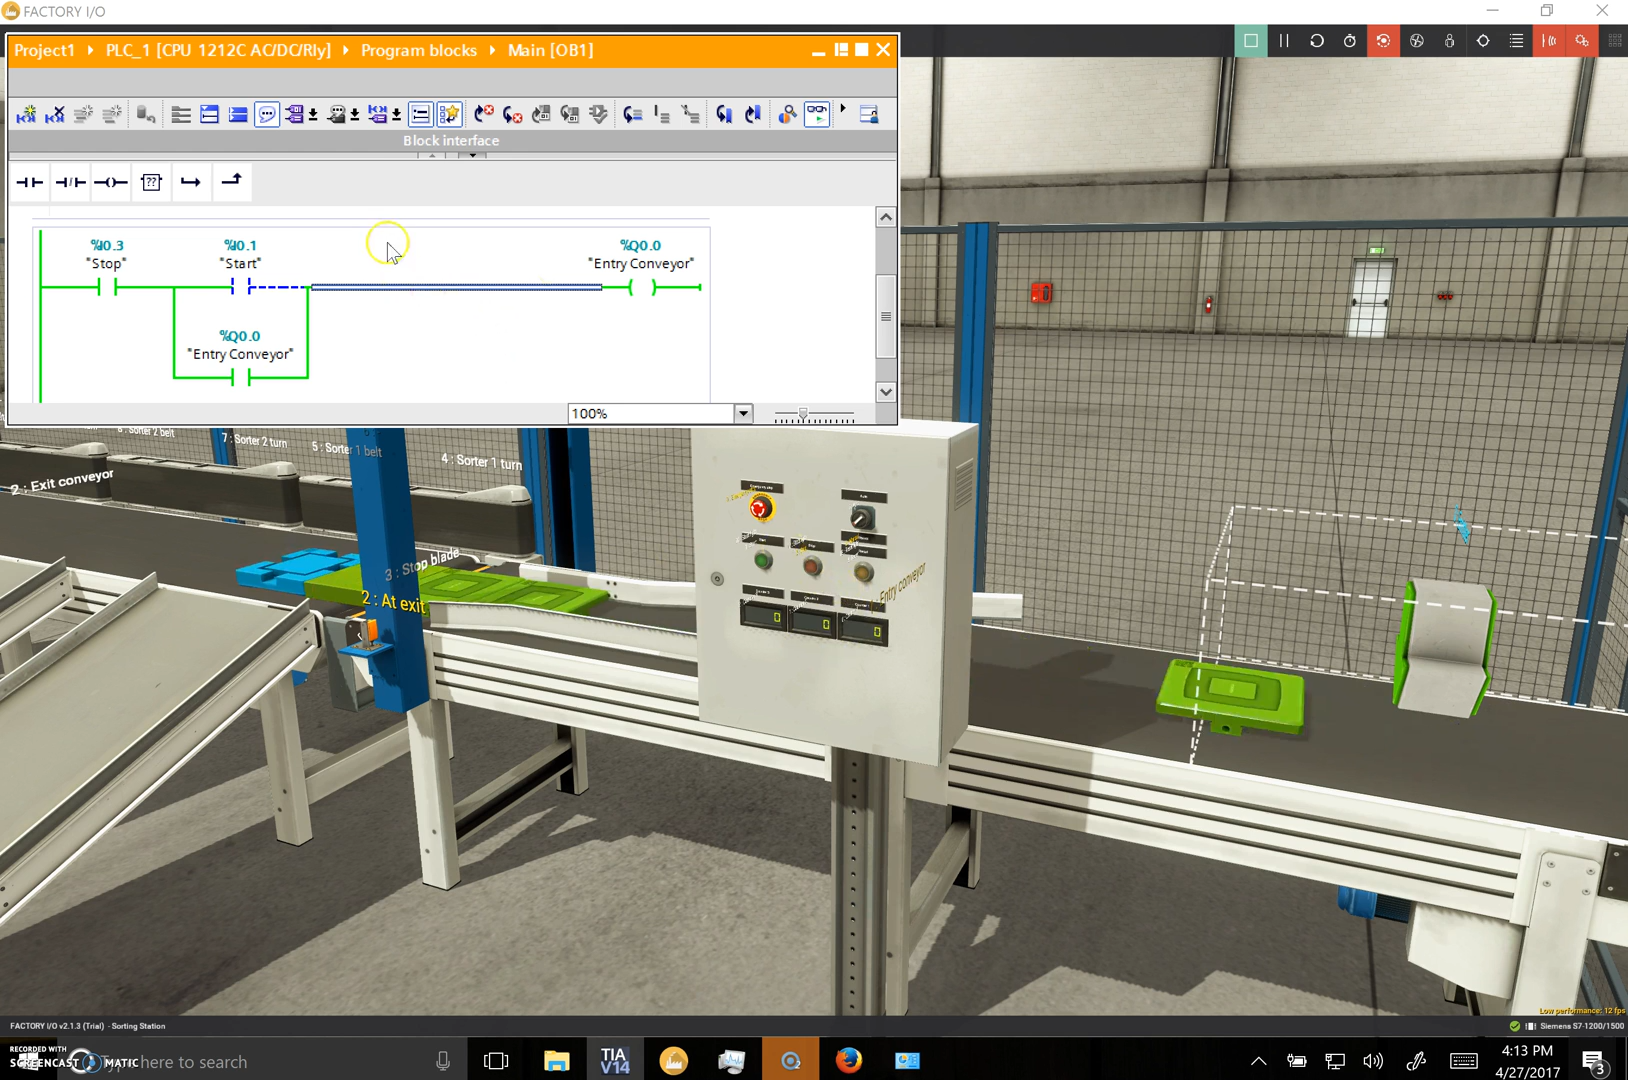 FACTORY I/O
Project1 ▸ PLC_1 [CPU 1212C AC/DC/Rly] ▸ Program blocks ▸ Main [OB1]
Block interface
??
%I0.3
"Stop"
%I0.1
"Start"
%Q0.0
"Entry Conveyor"
%Q0.0
"Entry Conveyor"
100%
7 : Sorter 2 turn
5 : Sorter 1 belt
4 : Sorter 1 turn
2 : Exit conveyor
3 : Stop blade
2 : At exit
Entry conveyor
0
0
0
Low performance: 12 fps
FACTORY I/O v2.1.3 (Trial) - Sorting Station
Siemens S7-1200/1500
RECORDED WITH
SCREENCAST MATIC
Type here to search
TIA
V14
4:13 PM
4/27/2017
3